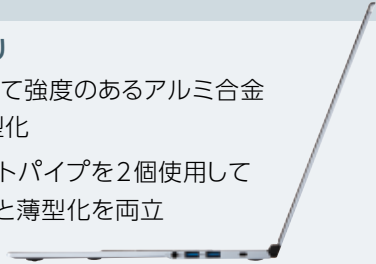 り
て強度のあるアルミ合金
型化
トパイプを2個使用して
と薄型化を両立